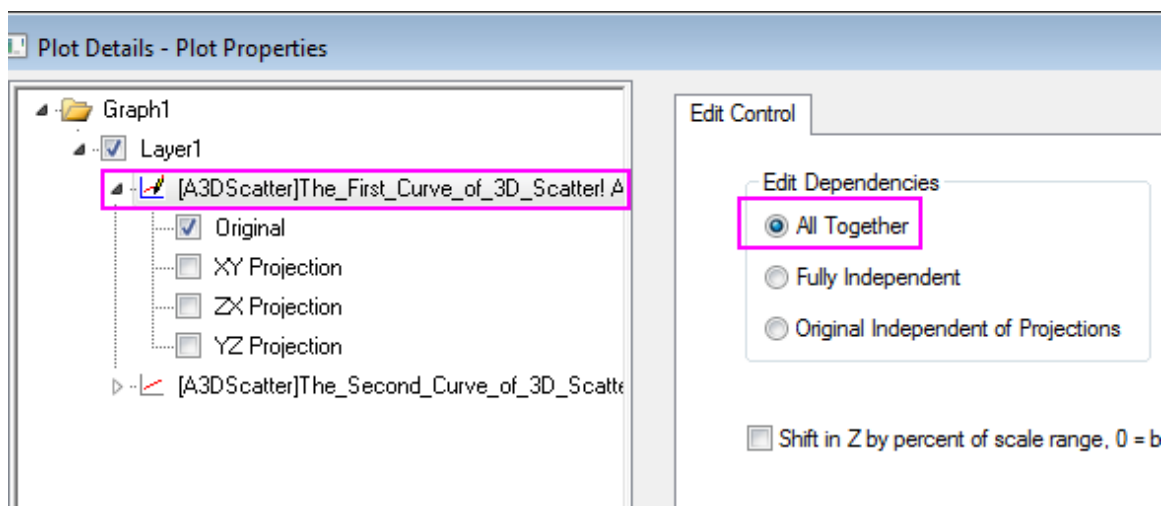 Plot Details - Plot Properties
Graph1
Layer1
[A3DScatter]The_First_Curve_of_3D_Scatter! A
Original
XY Projection
ZX Projection
YZ Projection
[A3DScatter]The_Second_Curve_of_3D_Scatte
Edit Control
Edit Dependencies
All Together
Fully Independent
Original Independent of Projections
Shift in Z by percent of scale range, 0 = b